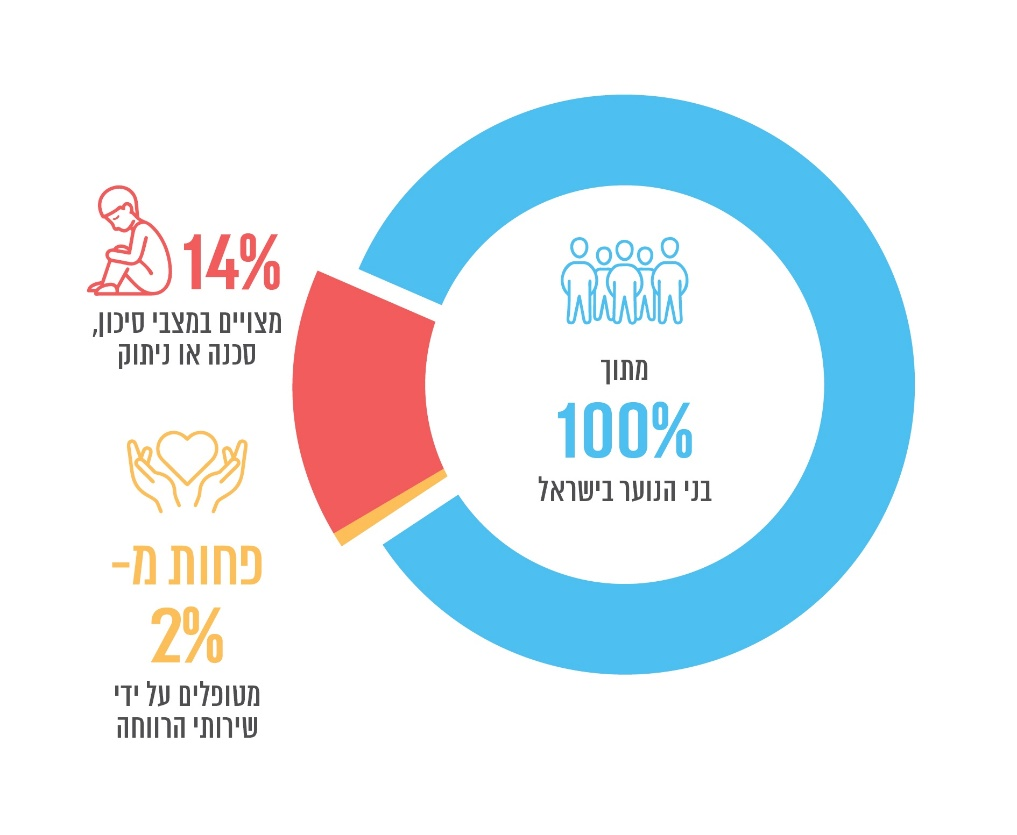 מתוך
100%
בני הנוער בישראל
14%
מצויים במצבי סיכון,
סכנה או ניתוק
פחות מ-
2%
מטופלים על ידי
שירותי הרווחה